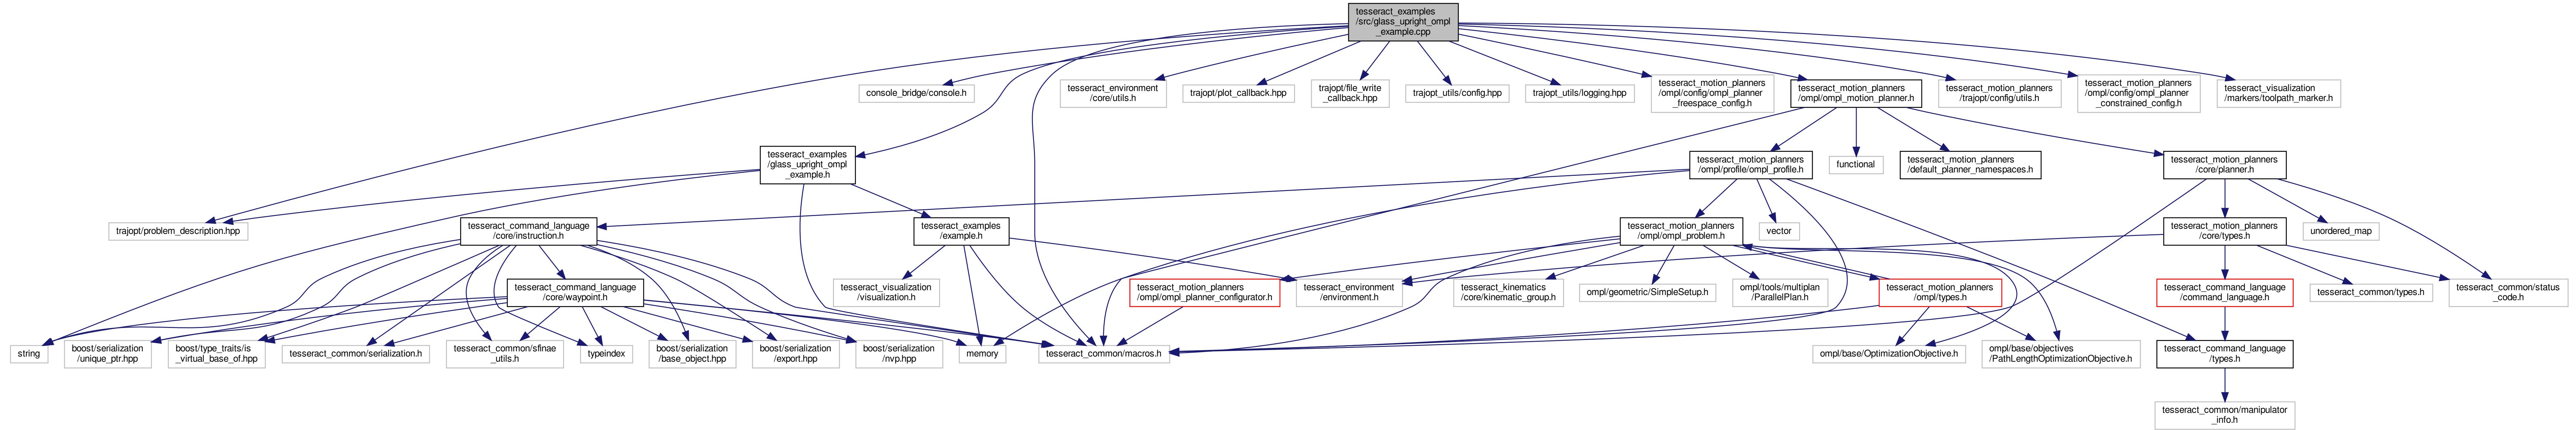 tesseract_examples
/src/glass_upright_ompl
_example.cpp
console_bridge/console.h
tesseract_environment
/core/utils.h
trajopt/plot_callback.hpp
trajopt/file_write
_callback.hpp
trajopt_utils/config.hpp
trajopt_utils/logging.hpp
tesseract_motion_planners
/ompl/config/ompl_planner
_freespace_config.h
tesseract_motion_planners
/ompl/ompl_motion_planner.h
tesseract_motion_planners
/trajopt/config/utils.h
tesseract_motion_planners
/ompl/config/ompl_planner
_constrained_config.h
tesseract_visualization
/markers/toolpath_marker.h
tesseract_examples
/glass_upright_ompl
_example.h
tesseract_motion_planners
/ompl/profile/ompl_profile.h
functional
tesseract_motion_planners
/default_planner_namespaces.h
tesseract_motion_planners
/core/planner.h
trajopt/problem_description.hpp
tesseract_command_language
/core/instruction.h
tesseract_examples
/example.h
tesseract_motion_planners
/ompl/ompl_problem.h
vector
tesseract_motion_planners
/core/types.h
unordered_map
tesseract_command_language
/core/waypoint.h
tesseract_visualization
/visualization.h
tesseract_motion_planners
/ompl/ompl_planner_configurator.h
tesseract_environment
/environment.h
tesseract_kinematics
/core/kinematic_group.h
ompl/geometric/SimpleSetup.h
ompl/tools/multiplan
/ParallelPlan.h
tesseract_motion_planners
/ompl/types.h
tesseract_command_language
/command_language.h
tesseract_common/types.h
tesseract_common/status
_code.h
string
boost/serialization
/unique_ptr.hpp
boost/type_traits/is
_virtual_base_of.hpp
tesseract_common/serialization.h
tesseract_common/sfinae
_utils.h
typeindex
boost/serialization
/base_object.hpp
boost/serialization
/export.hpp
boost/serialization
/nvp.hpp
memory
tesseract_common/macros.h
ompl/base/OptimizationObjective.h
ompl/base/objectives
/PathLengthOptimizationObjective.h
tesseract_command_language
/types.h
tesseract_common/manipulator
_info.h